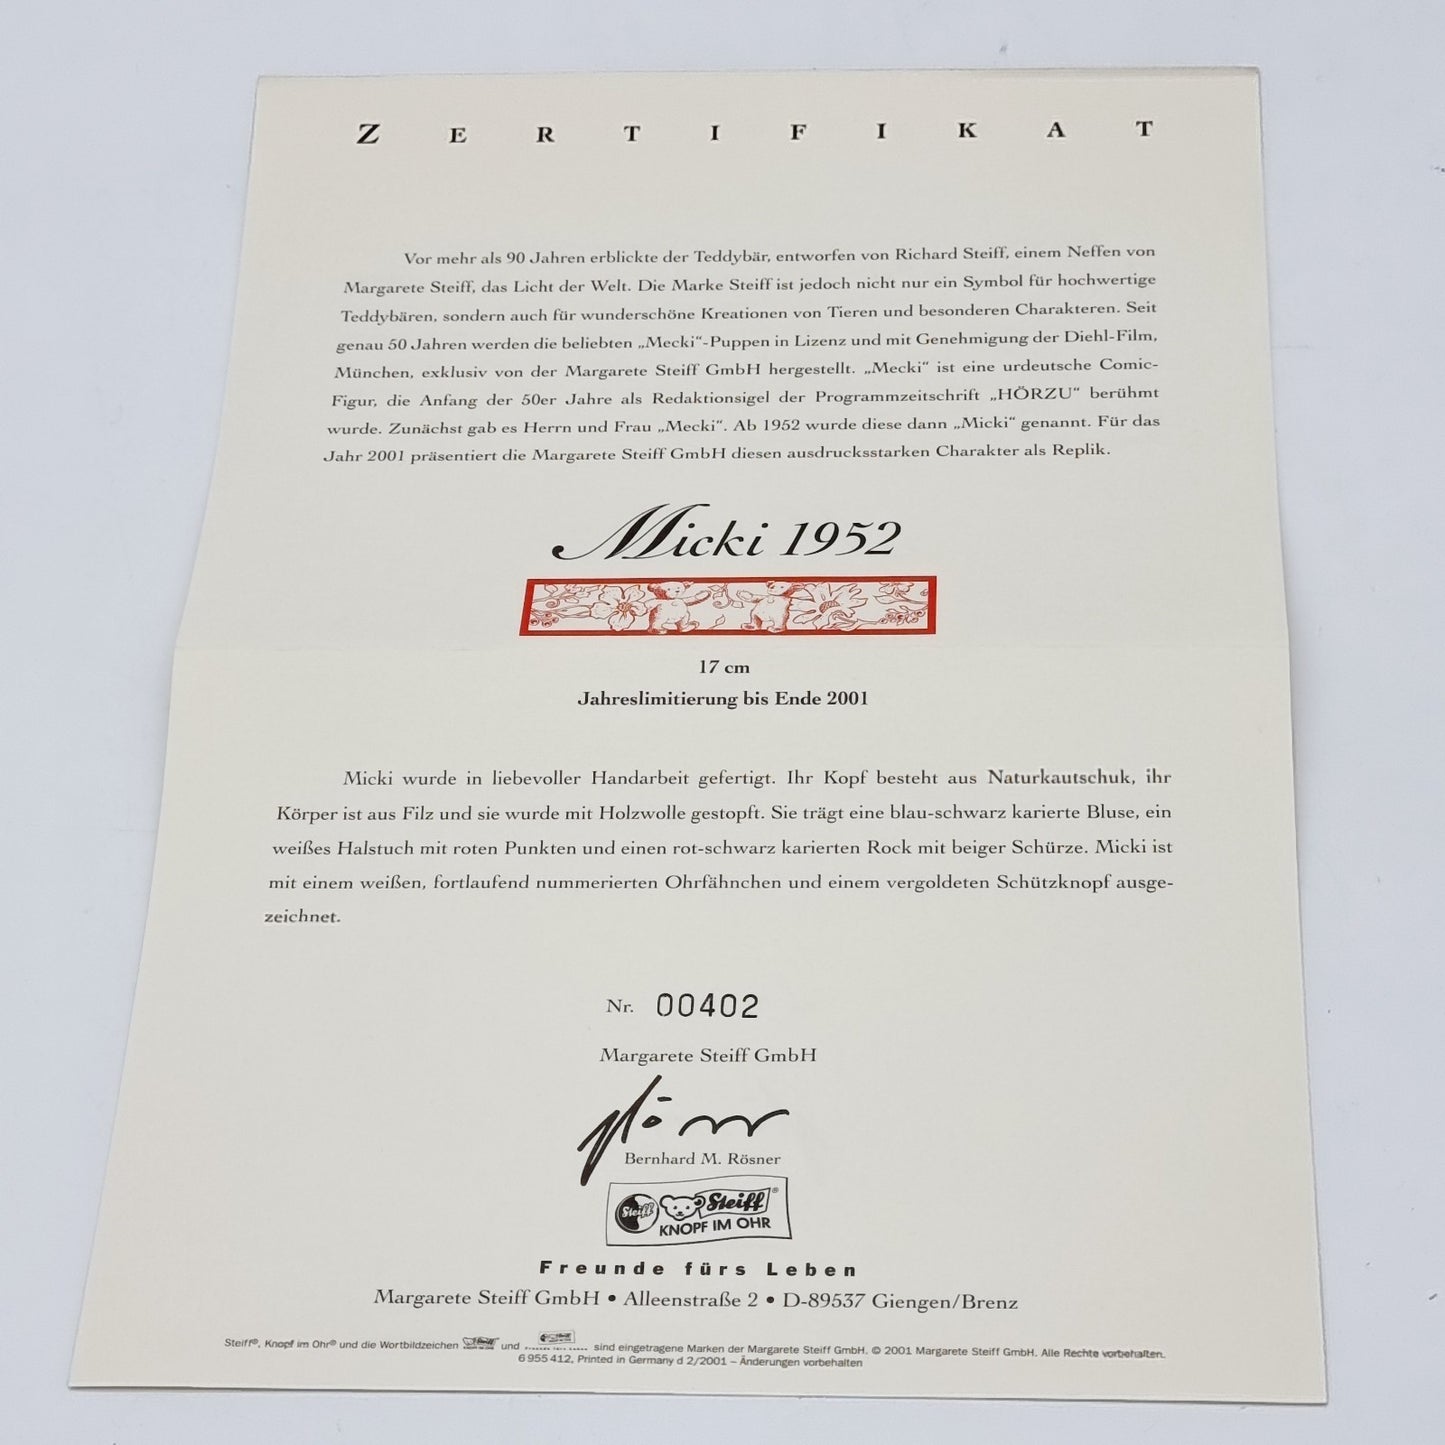 ZERTIFIKAT
Vor mehr als 90 Jahren erblickte der Teddybär, entworfen von Richard Steiff, einem Neffen von
Margarete Steiff, das Licht der Welt. Die Marke Steiff ist jedoch nicht nur ein Symbol für hochwertige
Teddybären, sondern auch für wunderschöne Kreationen von Tieren und besonderen Charakteren. Seit
genau 50 Jahren werden die beliebten „Mecki“-Puppen in Lizenz und mit Genehmigung der Diehl-Film,
München, exklusiv von der Margarete Steiff GmbH hergestellt. „Mecki“ ist eine urdeutsche Comic-
Figur, die Anfang der 50er Jahre als Redaktionsigel der Programmzeitschrift „HÖRZU“ berühmt
wurde. Zunächst gab es Herrn und Frau „Mecki“. Ab 1952 wurde diese dann „Micki“ genannt. Für das
Jahr 2001 präsentiert die Margarete Steiff GmbH diesen ausdrucksstarken Charakter als Replik.
Micki 1952
17 cm
Jahreslimitierung bis Ende 2001
Micki wurde in liebevoller Handarbeit gefertigt. Ihr Kopf besteht aus Naturkautschuk, ihr
Körper ist aus Filz und sie wurde mit Holzwolle gestopft. Sie trägt eine blau-schwarz karierte Bluse, ein
weißes Halstuch mit roten Punkten und einen rot-schwarz karierten Rock mit beiger Schürze. Micki ist
mit einem weißen, fortlaufend nummerierten Ohrfähnchen und einem vergoldeten Schützknopf ausge-
zeichnet.
Nr. 00402
Margarete Steiff GmbH
Bernhard M. Rösner
Steiff Steiff®
KNOPF IM OHR
Freunde fürs Leben
Margarete Steiff GmbH • Alleenstraße 2 • D-89537 Giengen/Brenz
Steiff®, Knopf im Ohr® und die Wortbildzeichen und sind eingetragene Marken der Margarete Steiff GmbH. © 2001 Margarete Steiff GmbH. Alle Rechte vorbehalten.
6 955 412, Printed in Germany d 2/2001 – Änderungen vorbehalten